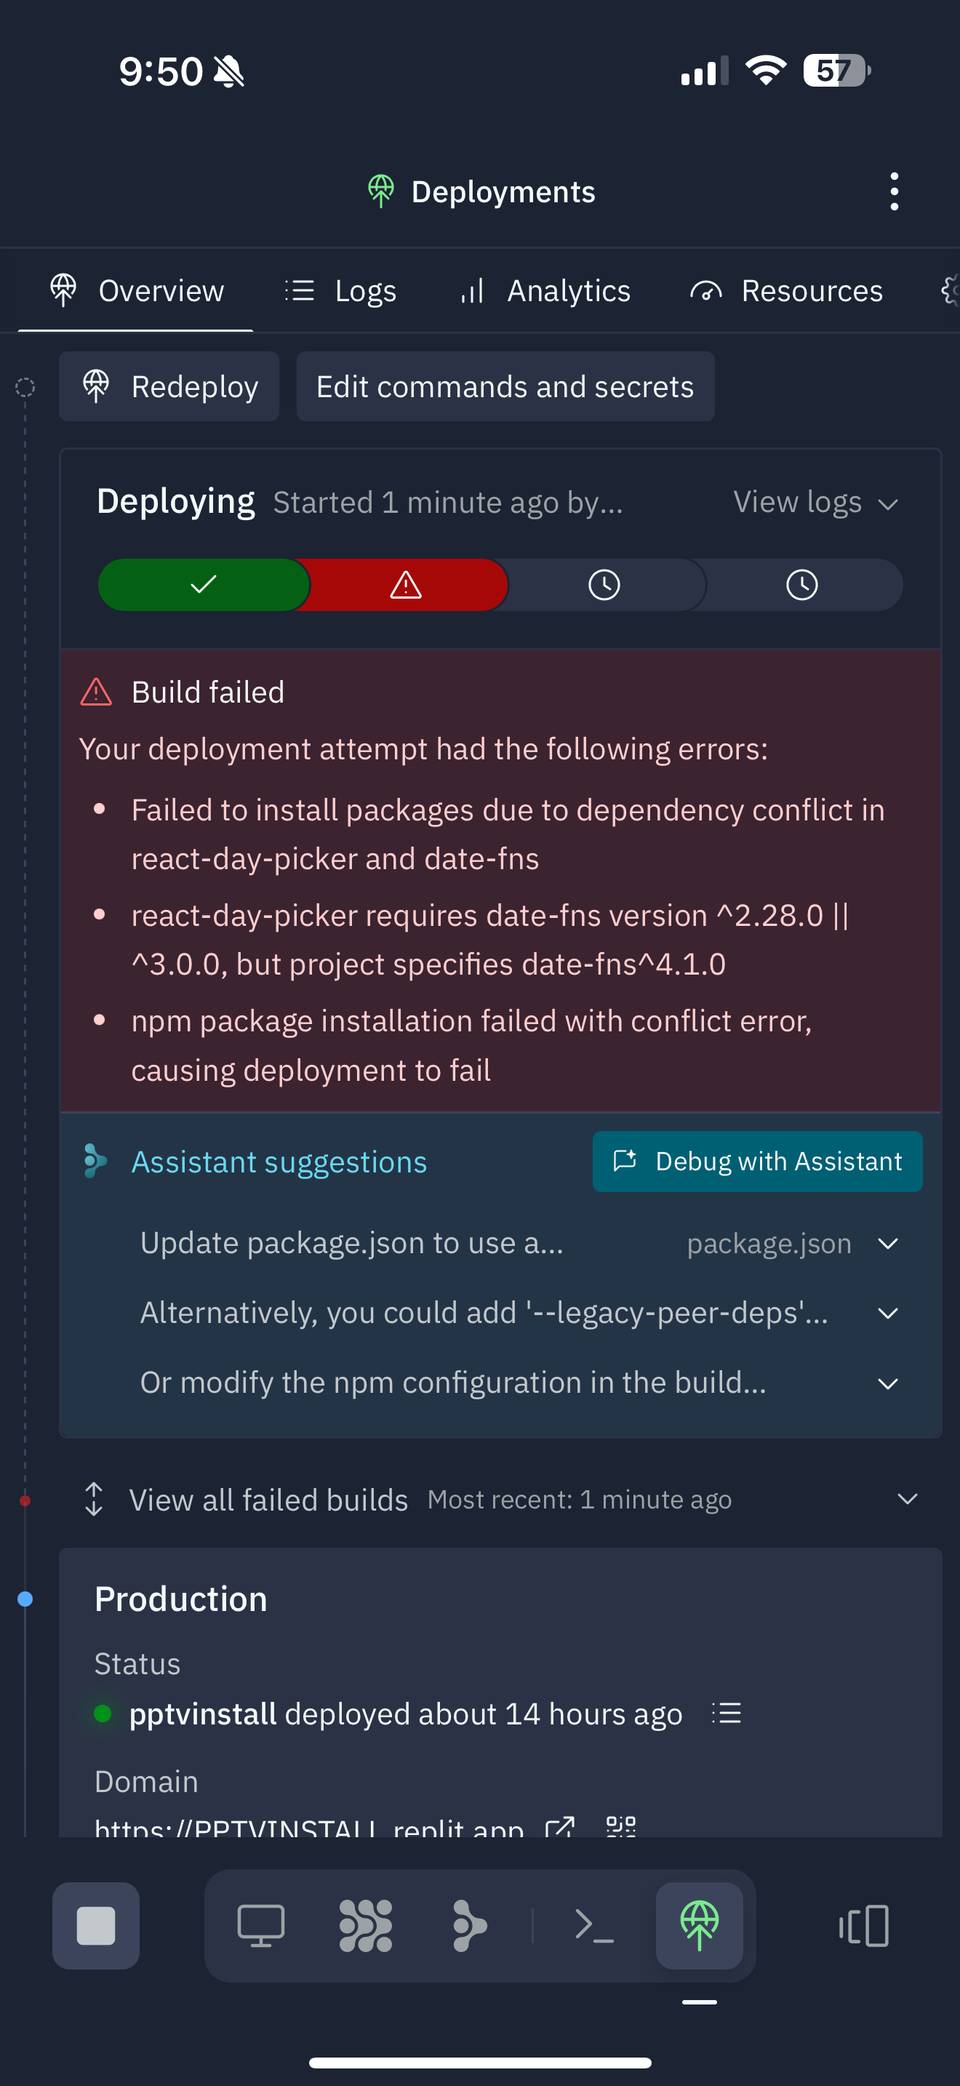 9:50
57
Deployments
Overview
Logs
Analytics
Resources
Redeploy
Edit commands and secrets
Deploying Started 1 minute ago by...
View logs
Build failed
Your deployment attempt had the following errors:
• Failed to install packages due to dependency conflict in
react-day-picker and date-fns
• react-day-picker requires date-fns version ^2.28.0 ||
^3.0.0, but project specifies date-fns^4.1.0
• npm package installation failed with conflict error,
causing deployment to fail
Assistant suggestions
Debug with Assistant
Update package.json to use a...
package.json
Alternatively, you could add '--legacy-peer-deps'...
Or modify the npm configuration in the build...
View all failed builds Most recent: 1 minute ago
Production
Status
pptvinstall deployed about 14 hours ago
Domain
https://PPTVINSTALL.replit.app